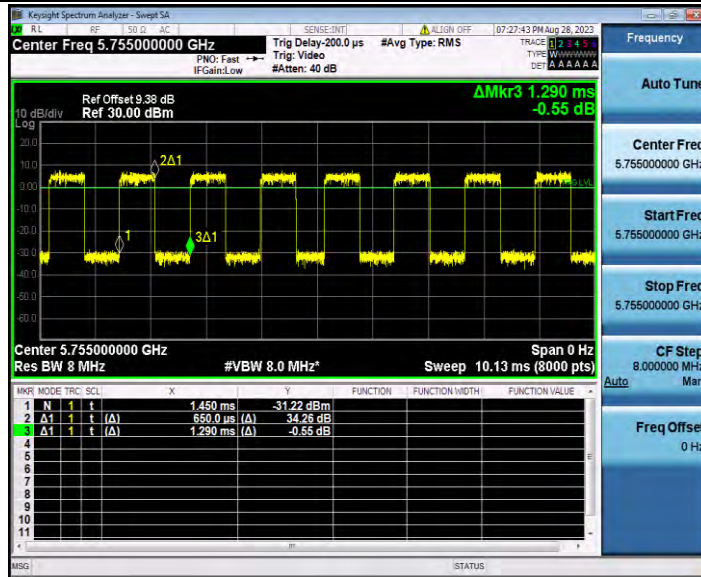 Keysight Spectrum Analyzer - Swept SA
RL RF 50 Ω AC SENSE:INT ALIGN OFF 07:27:43 PM Aug 28, 2023
Center Freq 5.755000000 GHz
PNO: Fast
IFGain:Low
Trig Delay-200.0 µs
Trig: Video
#Atten: 40 dB
#Avg Type: RMS
TRACE 1 2 3 4 5 6
TYPE W
DET A A A A A A
Ref Offset 9.38 dB
10 dB/div Ref 30.00 dBm
Log
ΔMkr3 1.290 ms
-0.55 dB
20.0
10.0
0.00
-10.0
-20.0
-30.0
-40.0
-50.0
-60.0
2Δ1
1
3Δ1
Center 5.755000000 GHz Span 0 Hz
Res BW 8 MHz #VBW 8.0 MHz* Sweep 10.13 ms (8000 pts)
MKR MODE TRC SCL X Y FUNCTION FUNCTION WIDTH FUNCTION VALUE
1 N 1 t 1.450 ms -31.22 dBm
2 Δ1 1 t (Δ) 650.0 µs (Δ) 34.26 dB
3 Δ1 1 t (Δ) 1.290 ms (Δ) -0.55 dB
4
5
6
7
8
9
10
11
MSG STATUS
Frequency
Auto Tune
Center Freq
5.755000000 GHz
Start Freq
5.755000000 GHz
Stop Freq
5.755000000 GHz
CF Step
8.000000 MHz
Auto Man
Freq Offset
0 Hz